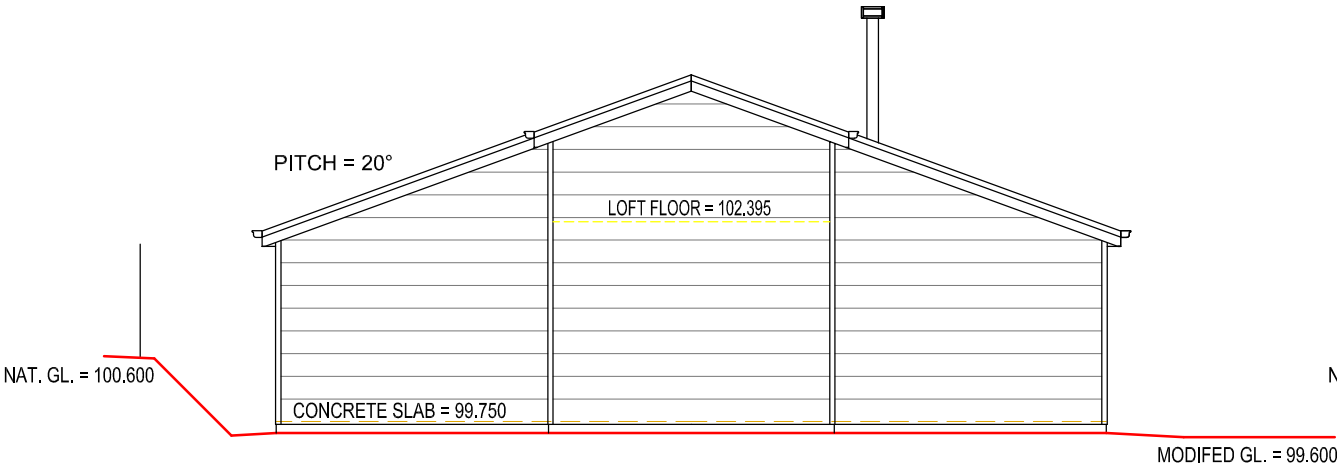 PITCH = 20°
LOFT FLOOR = 102.395
NAT. GL. = 100.600
N
CONCRETE SLAB = 99.750
MODIFED GL. = 99.600